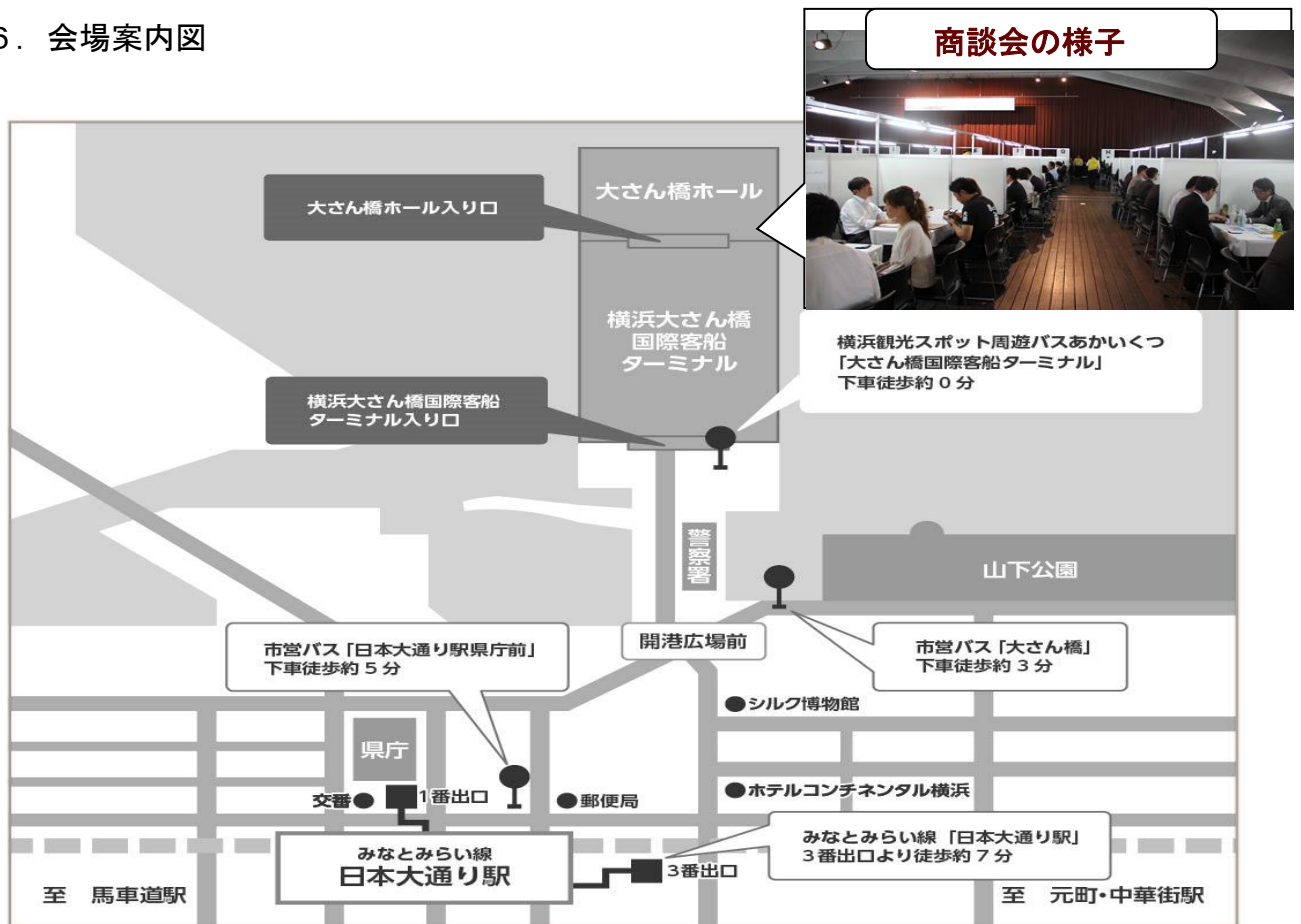 ６．会場案内図
商談会の様子
大さん橋ホール
大さん橋ホール入り口
横浜大さん橋
国際客船
ターミナル
横浜観光スポット周遊バスあかいくつ
「大さん橋国際客船ターミナル」
下車徒歩約０分
横浜大さん橋国際客船
ターミナル入り口
警察署
山下公園
市営バス「日本大通り駅県庁前」
下車徒歩約５分
開港広場前
市営バス「大さん橋」
下車徒歩約３分
●シルク博物館
県庁
交番●
1番出口
●郵便局
●ホテルコンチネンタル横浜
みなとみらい線
日本大通り駅
3番出口
みなとみらい線「日本大通り駅」
３番出口より徒歩約７分
至　馬車道駅
至　元町・中華街駅